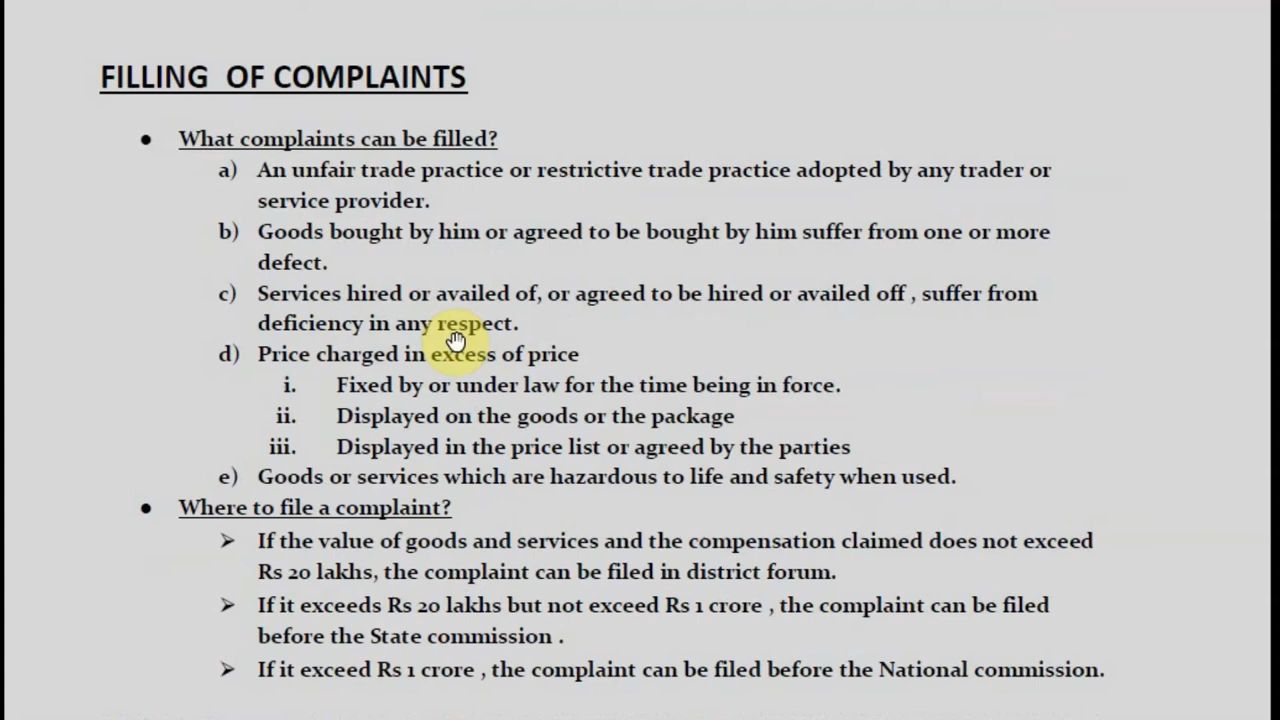 FILLING OF COMPLAINTS
● What complaints can be filled?
a) An unfair trade practice or restrictive trade practice adopted by any trader or
service provider.
b) Goods bought by him or agreed to be bought by him suffer from one or more
defect.
c) Services hired or availed of, or agreed to be hired or availed off , suffer from
deficiency in any respect.
d) Price charged in excess of price
i. Fixed by or under law for the time being in force.
ii. Displayed on the goods or the package
iii. Displayed in the price list or agreed by the parties
e) Goods or services which are hazardous to life and safety when used.
● Where to file a complaint?
➢ If the value of goods and services and the compensation claimed does not exceed
Rs 20 lakhs, the complaint can be filed in district forum.
➢ If it exceeds Rs 20 lakhs but not exceed Rs 1 crore , the complaint can be filed
before the State commission .
➢ If it exceed Rs 1 crore , the complaint can be filed before the National commission.